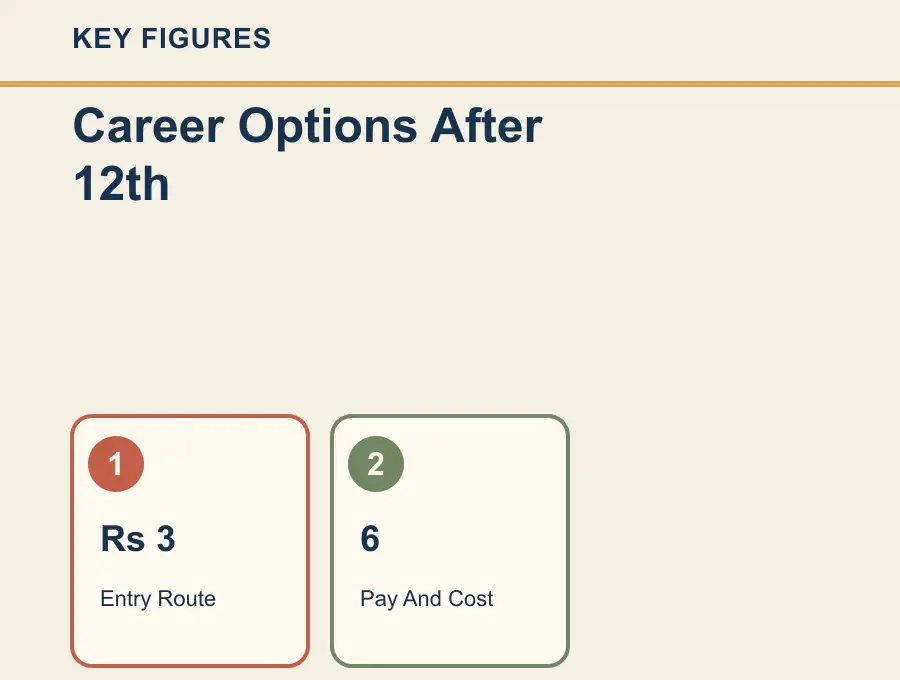 KEY FIGURES
Career Options After
12th
1
Rs 3
Entry Route
2
6
Pay And Cost